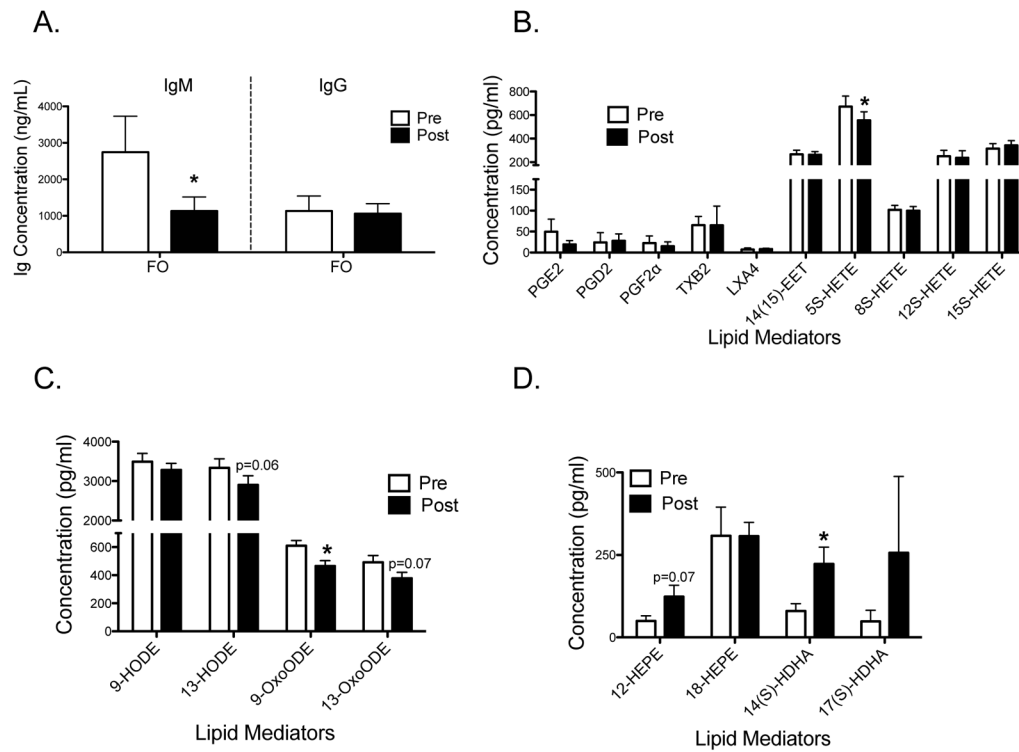 A.
IgM
IgG
Ig Concentration (ng/mL)
4000
3000
2000
1000
0
*
Pre
Post
FO
FO
B.
Concentration (pg/ml)
800
600
400
200
150
100
50
0
Pre
Post
*
PGE2
PGD2
PGF2α
TXB2
LXA4
14(15)-EET
5S-HETE
8S-HETE
12S-HETE
15S-HETE
Lipid Mediators
C.
Concentration (pg/ml)
4000
3000
2000
600
400
200
0
p=0.06
Pre
Post
*
p=0.07
9-HODE
13-HODE
9-OxoODE
13-OxoODE
Lipid Mediators
D.
Concentration (pg/ml)
500
250
0
Pre
Post
p=0.07
*
12-HEPE
18-HEPE
14(S)-HDHA
17(S)-HDHA
Lipid Mediators